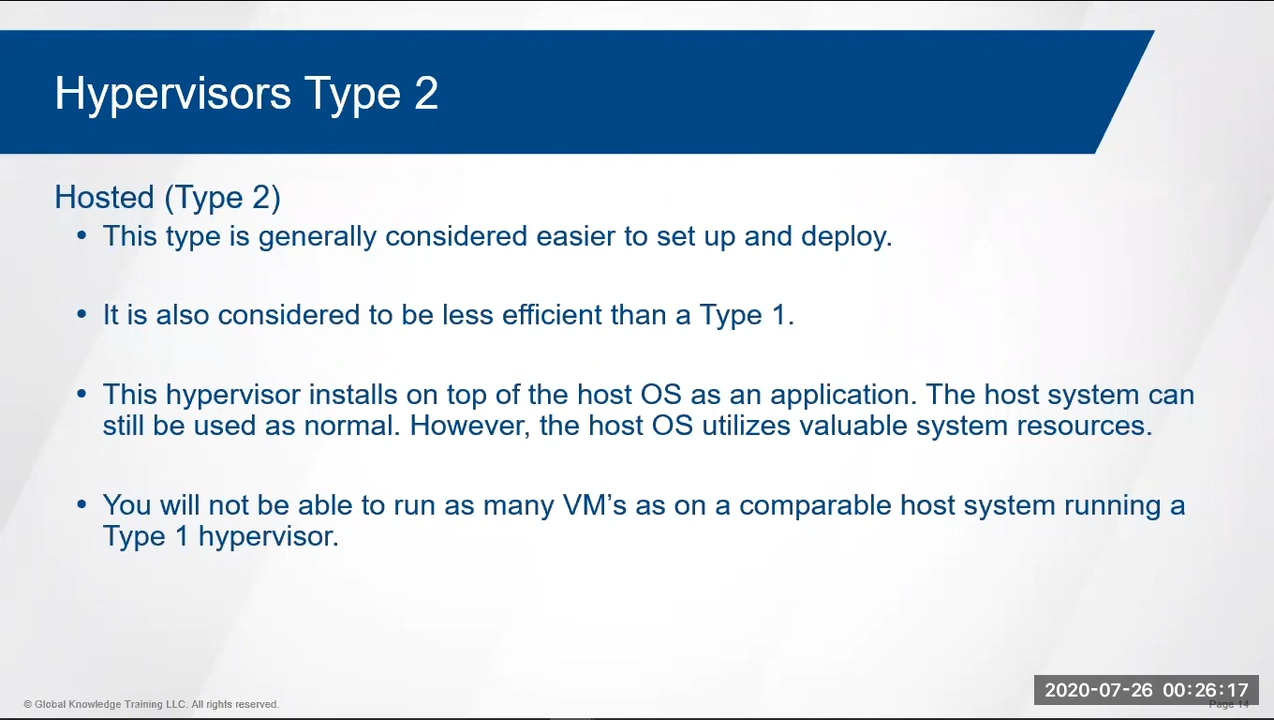 Hypervisors Type 2
Hosted (Type 2)
• This type is generally considered easier to set up and deploy.
• It is also considered to be less efficient than a Type 1.
• This hypervisor installs on top of the host OS as an application. The host system can
still be used as normal. However, the host OS utilizes valuable system resources.
• You will not be able to run as many VM’s as on a comparable host system running a
Type 1 hypervisor.
© Global Knowledge Training LLC. All rights reserved.
2020-07-26 00:26:17
Page 14